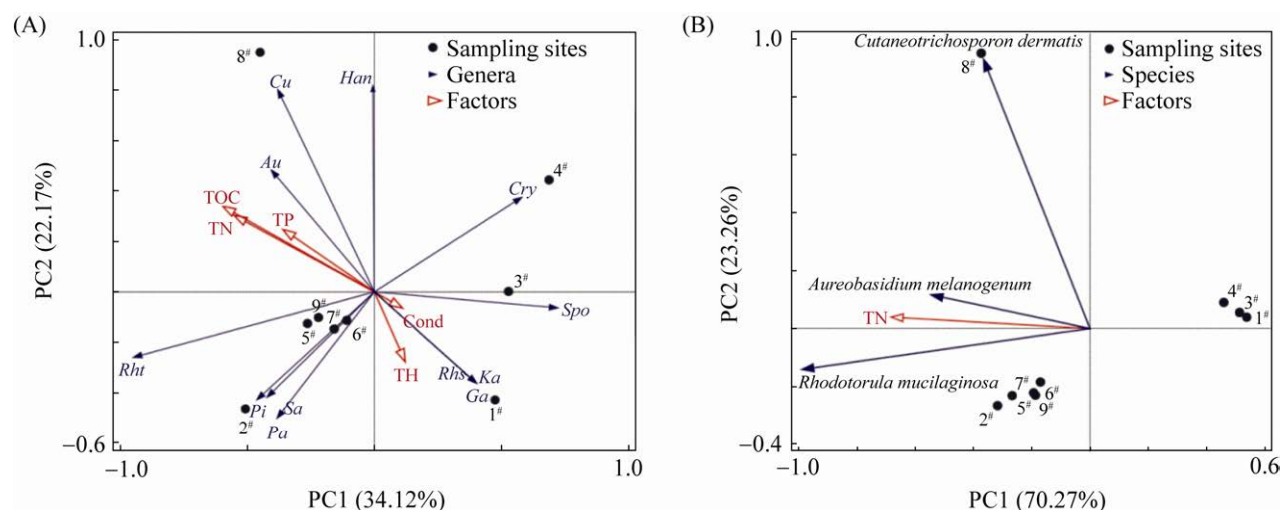 (A)
1.0
8#
Sampling sites
Cu
Han
Genera
Factors
Au
4#
TOC
Cry
TN
TP
PC2 (22.17%)
3#
9#
Spo
7#
Cond
5#
6#
Rht
TH
Rhs
Ka
Pi
Sa
Ga
1#
2#
Pa
−0.6
−1.0
1.0
PC1 (34.12%)
(B)
1.0
Cutaneotrichosporon dermatis
8#
Sampling sites
Species
Factors
PC2 (23.26%)
Aureobasidium melanogenum
4#
3#
TN
1#
Rhodotorula mucilaginosa
7#
6#
2#
5#
9#
−0.4
−1.0
0.6
PC1 (70.27%)